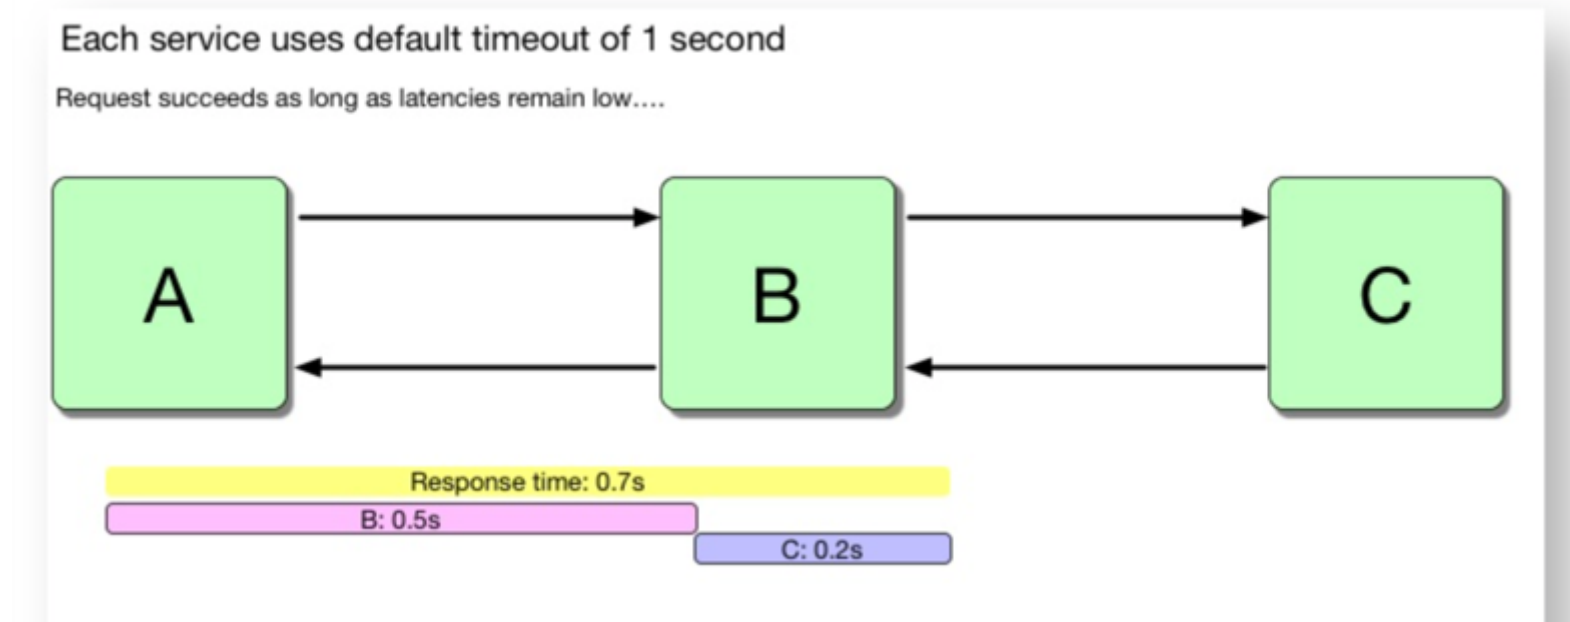 Each service uses default timeout of 1 second
Request succeeds as long as latencies remain low....
A
B
C
Response time: 0.7s
B: 0.5s
C: 0.2s